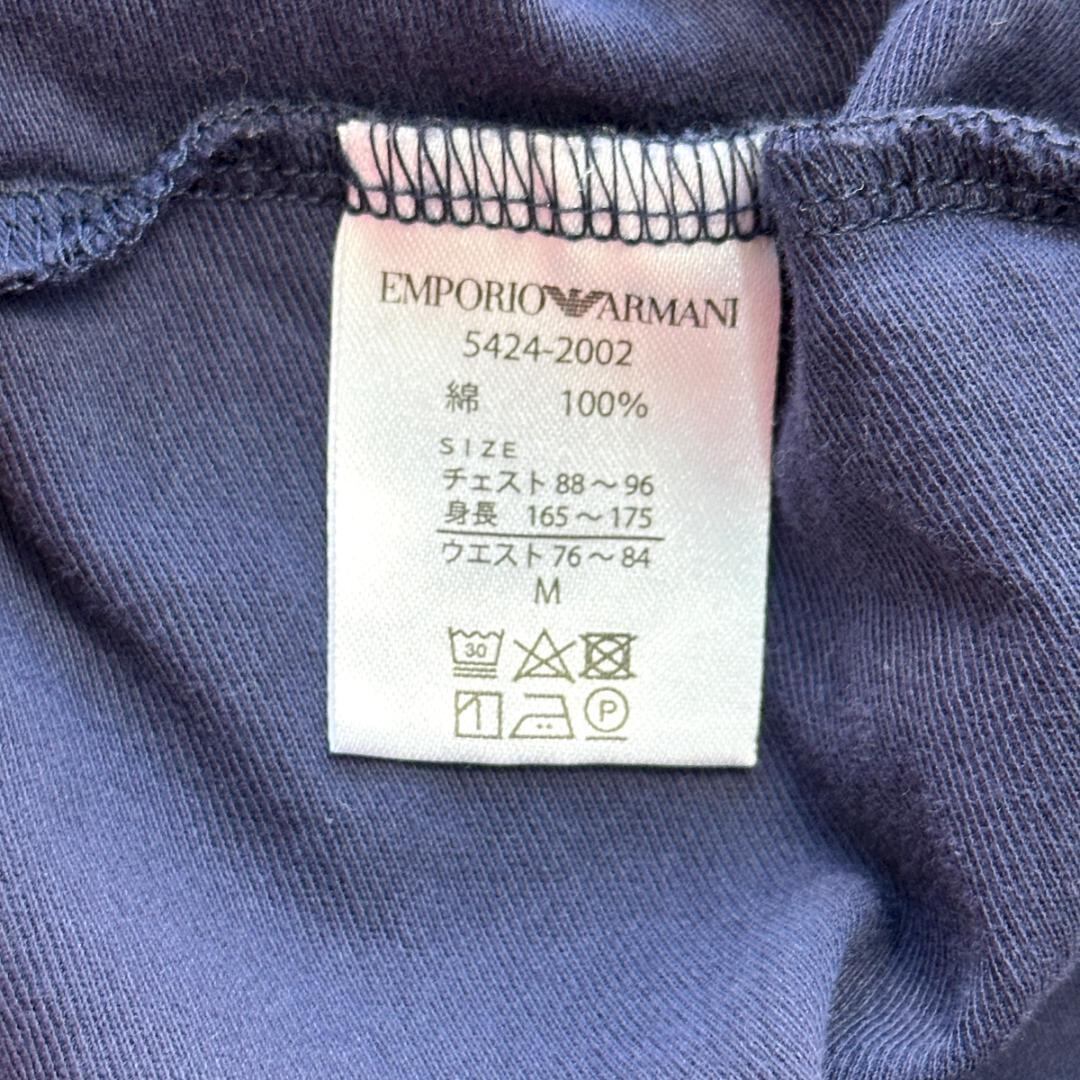 EMPORIO ARMANI
5424-2002
綿 100%
SIZE
チェスト 88～96
身長 165～175
ウエスト 76～84
M
30
P